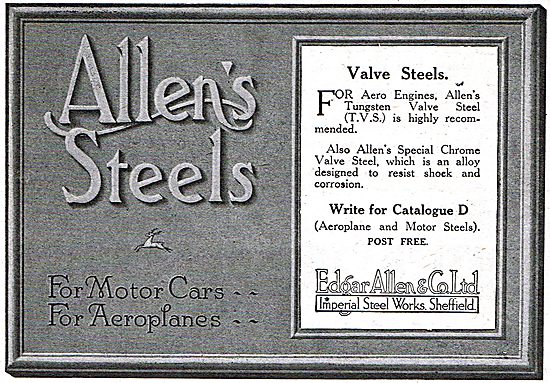 Allen's
Steels
For Motor Cars ~ ~
For Aeroplanes ~ ~
Valve Steels.
FOR Aero Engines, Allen's
Tungsten Valve Steel
(T.V.S.) is highly recom-
mended.
Also Allen's Special Chrome
Valve Steel, which is an alloy
designed to resist shock and
corrosion.
Write for Catalogue D
(Aeroplane and Motor Steels).
POST FREE.
Edgar Allen & Co. Ltd
Imperial Steel Works. Sheffield.